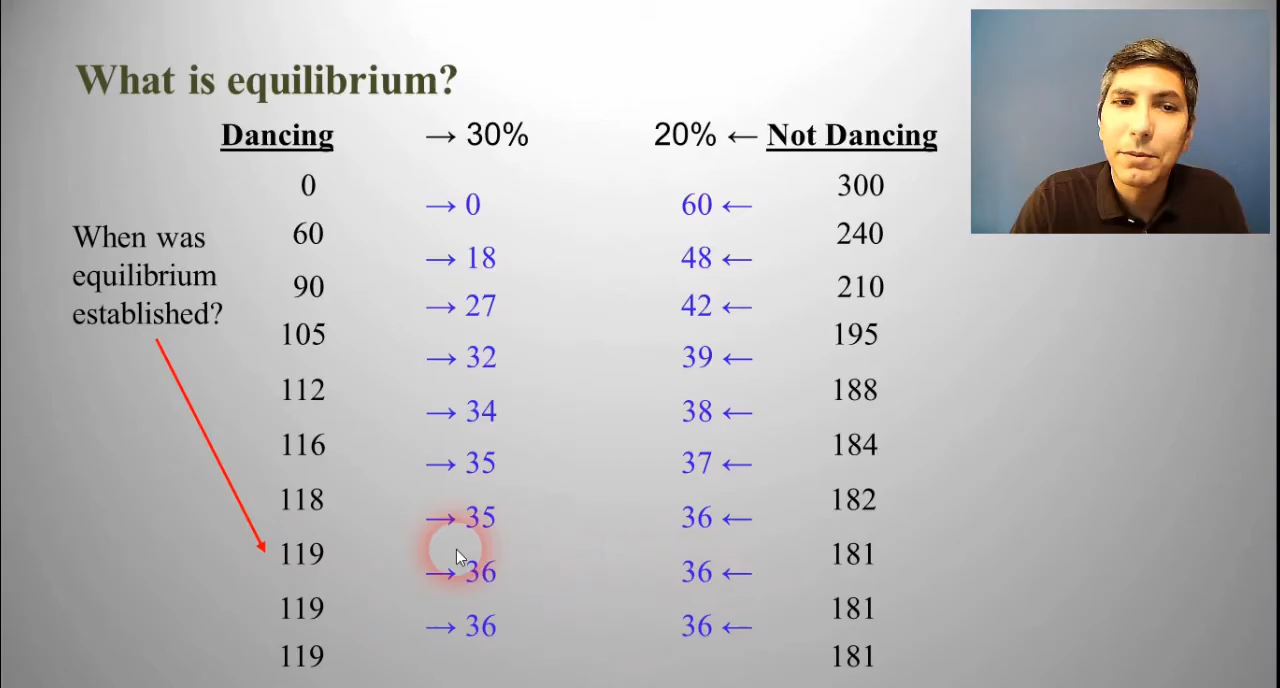 What is equilibrium?
Dancing → 30% 20% ← Not Dancing
0 300
→ 0 60 ←
When was
equilibrium
established?
60 240
→ 18 48 ←
90 210
→ 27 42 ←
105 195
→ 32 39 ←
112 188
→ 34 38 ←
116 184
→ 35 37 ←
118 182
→ 35 36 ←
119 181
→ 36 36 ←
119 181
→ 36 36 ←
119 181